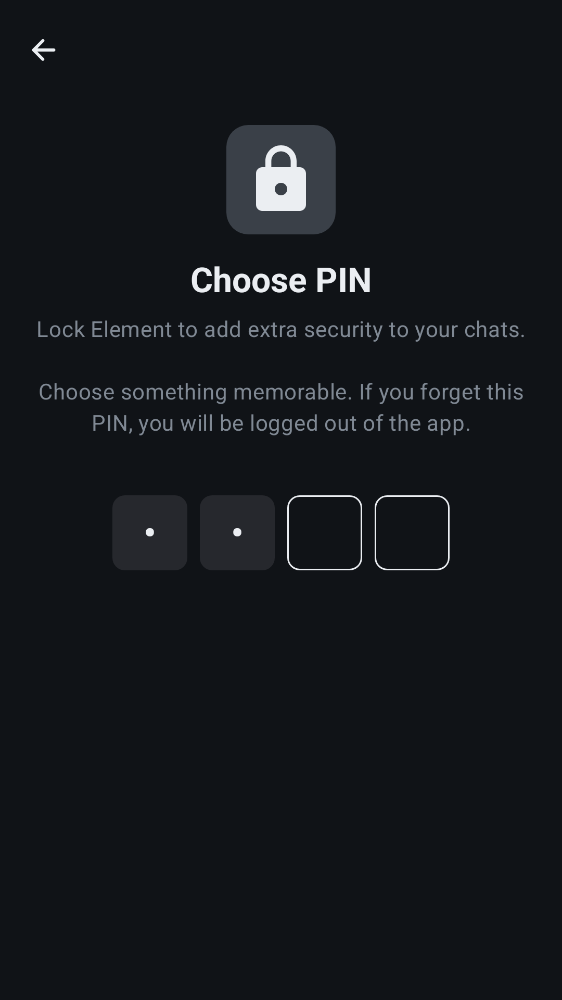 Choose PIN
Lock Element to add extra security to your chats.
Choose something memorable. If you forget this
PIN, you will be logged out of the app.